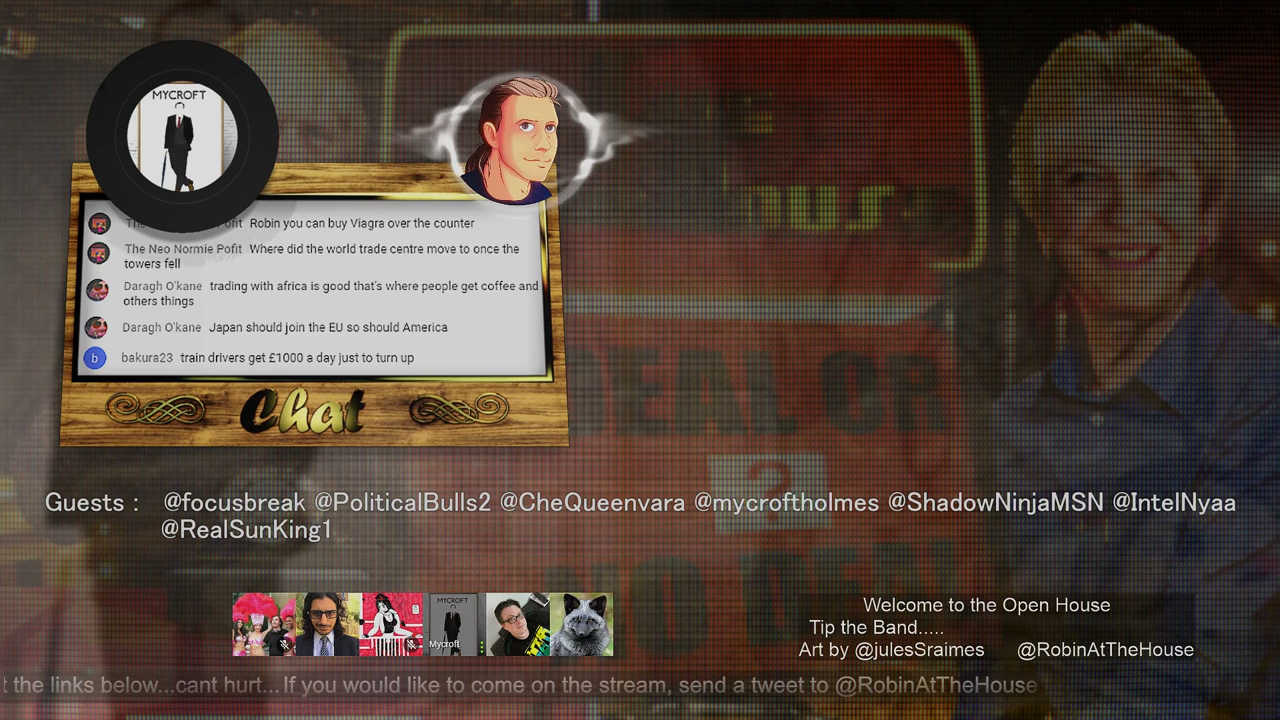 MYCROFT
Robin you can buy Viagra over the counter
The Neo Normie Pofit Where did the world trade centre move to once the
towers fell
Daragh O'kane trading with africa is good that's where people get coffee and
others things
Daragh O'kane Japan should join the EU so should America
b bakura23 train drivers get £1000 a day just to turn up
Chat
DEAL OR
?
NO DEAL
Guests : @focusbreak @PoliticalBulls2 @CheQueenvara @mycroftholmes @ShadowNinjaMSN @IntelNyaa
@RealSunKing1
MYCROFT
Mycroft
Welcome to the Open House
Tip the Band.....
Art by @julesSraimes @RobinAtTheHouse
t the links below...cant hurt... If you would like to come on the stream, send a tweet to @RobinAtTheHouse